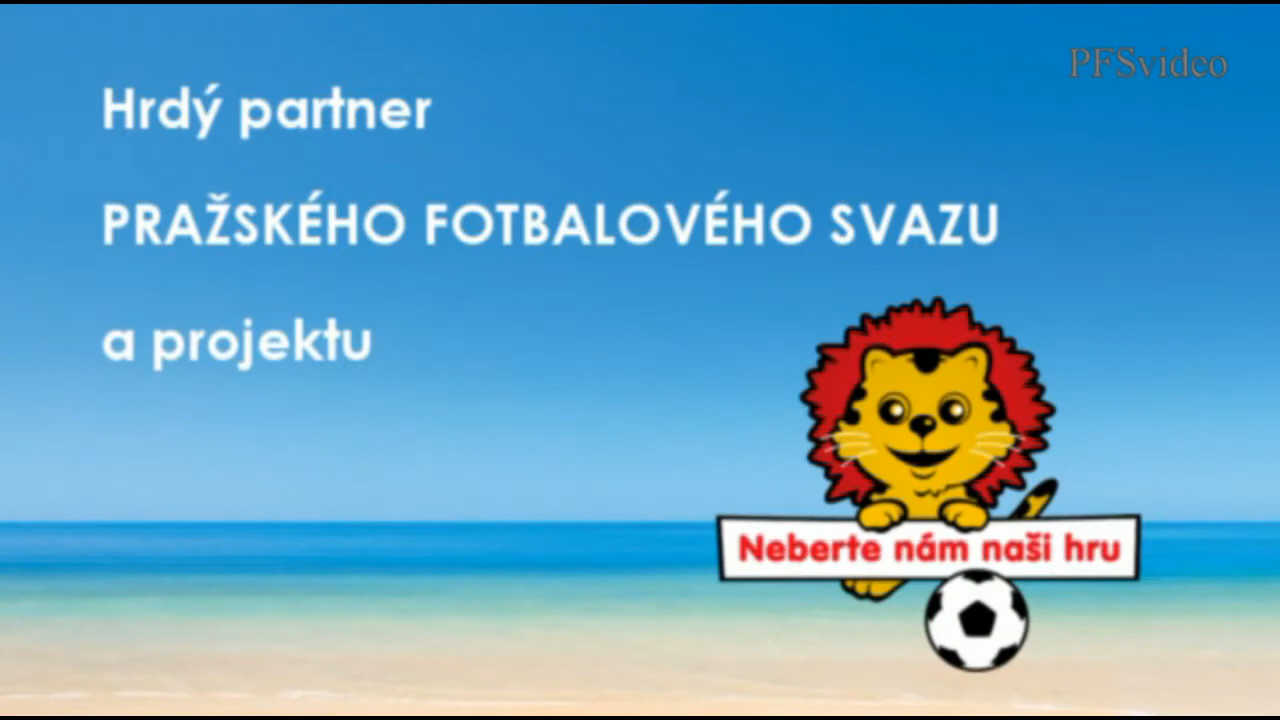 PFSvideo
Hrdý partner
PRAŽSKÉHO FOTBALOVÉHO SVAZU
a projektu
Neberte nám naši hru